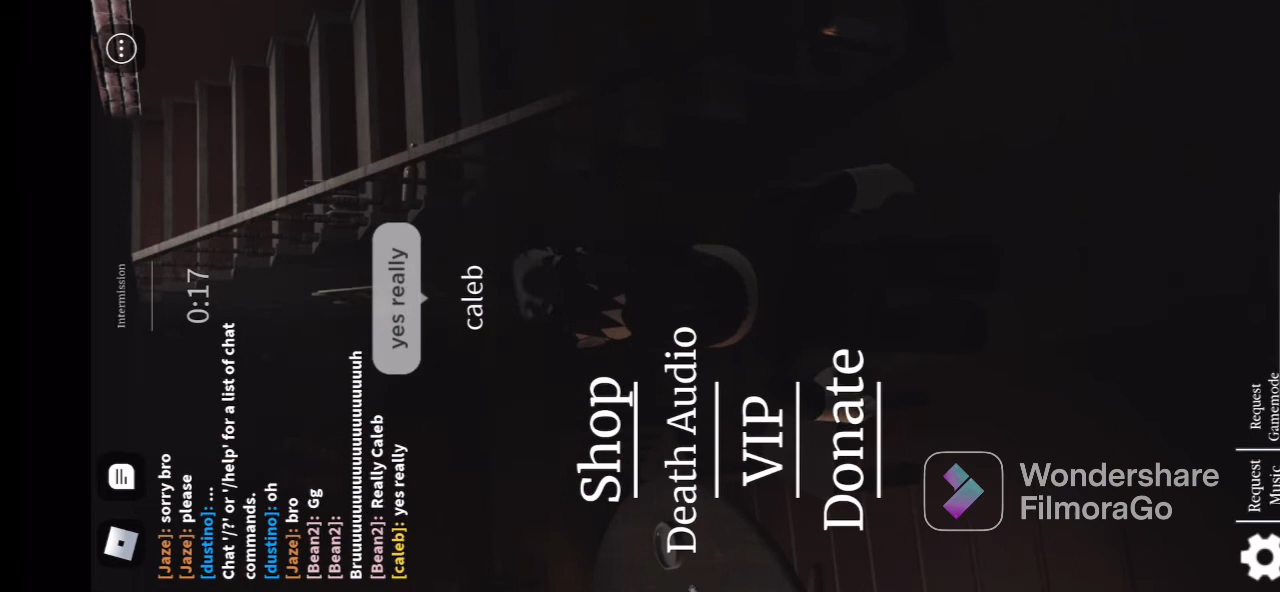 Intermission
0:17
[Jaze]: sorry bro
[Jaze]: please
[dustino]: ...
Chat '/?' or '/help' for a list of chat
commands.
[dustino]: oh
[Jaze]: bro
[Bean2]: Gg
[Bean2]:
[Bean2]: Really Caleb
[caleb]: yes really
yes really
caleb
Shop
Death Audio
VIP
Donate
Request
Music
Request
Gamemode
Wondershare
FilmoraGo